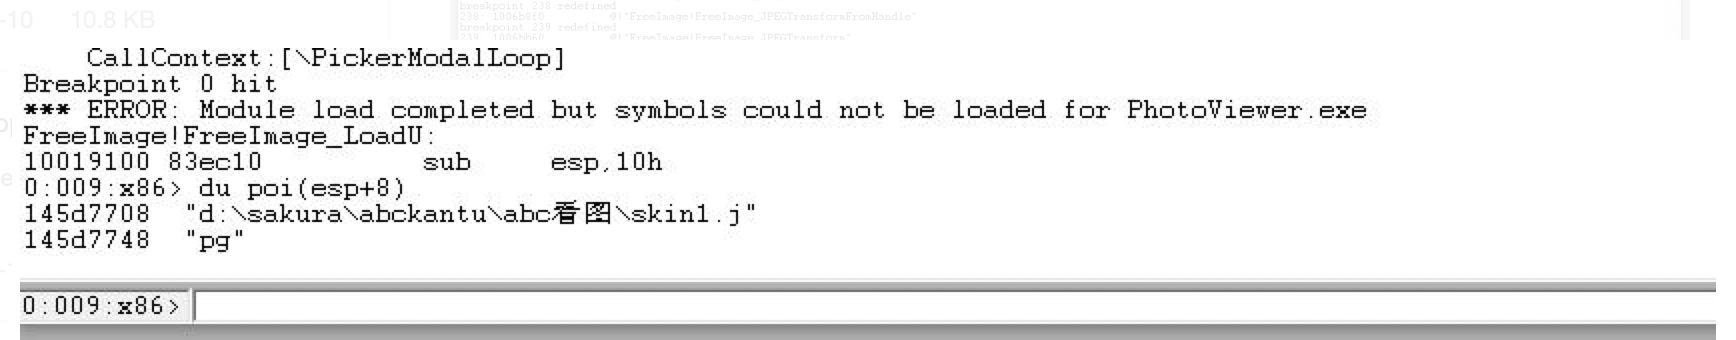 -10 10.8 KB
breakpoint 238 redefined
238: 1006b8f0 @!"FreeImage!FreeImage_JPEGTransformFromHandle"
breakpoint 239 redefined
239: 1006bb60 @!"FreeImage!FreeImage_JPEGTransform"
CallContext:[\PickerModalLoop]
Breakpoint 0 hit
*** ERROR: Module load completed but symbols could not be loaded for PhotoViewer.exe
FreeImage!FreeImage_LoadU:
10019100 83ec10 sub esp,10h
0:009:x86> du poi(esp+8)
145d7708 "d:\sakura\abckantu\abc看图\skin1.j"
145d7748 "pg"
0:009:x86>